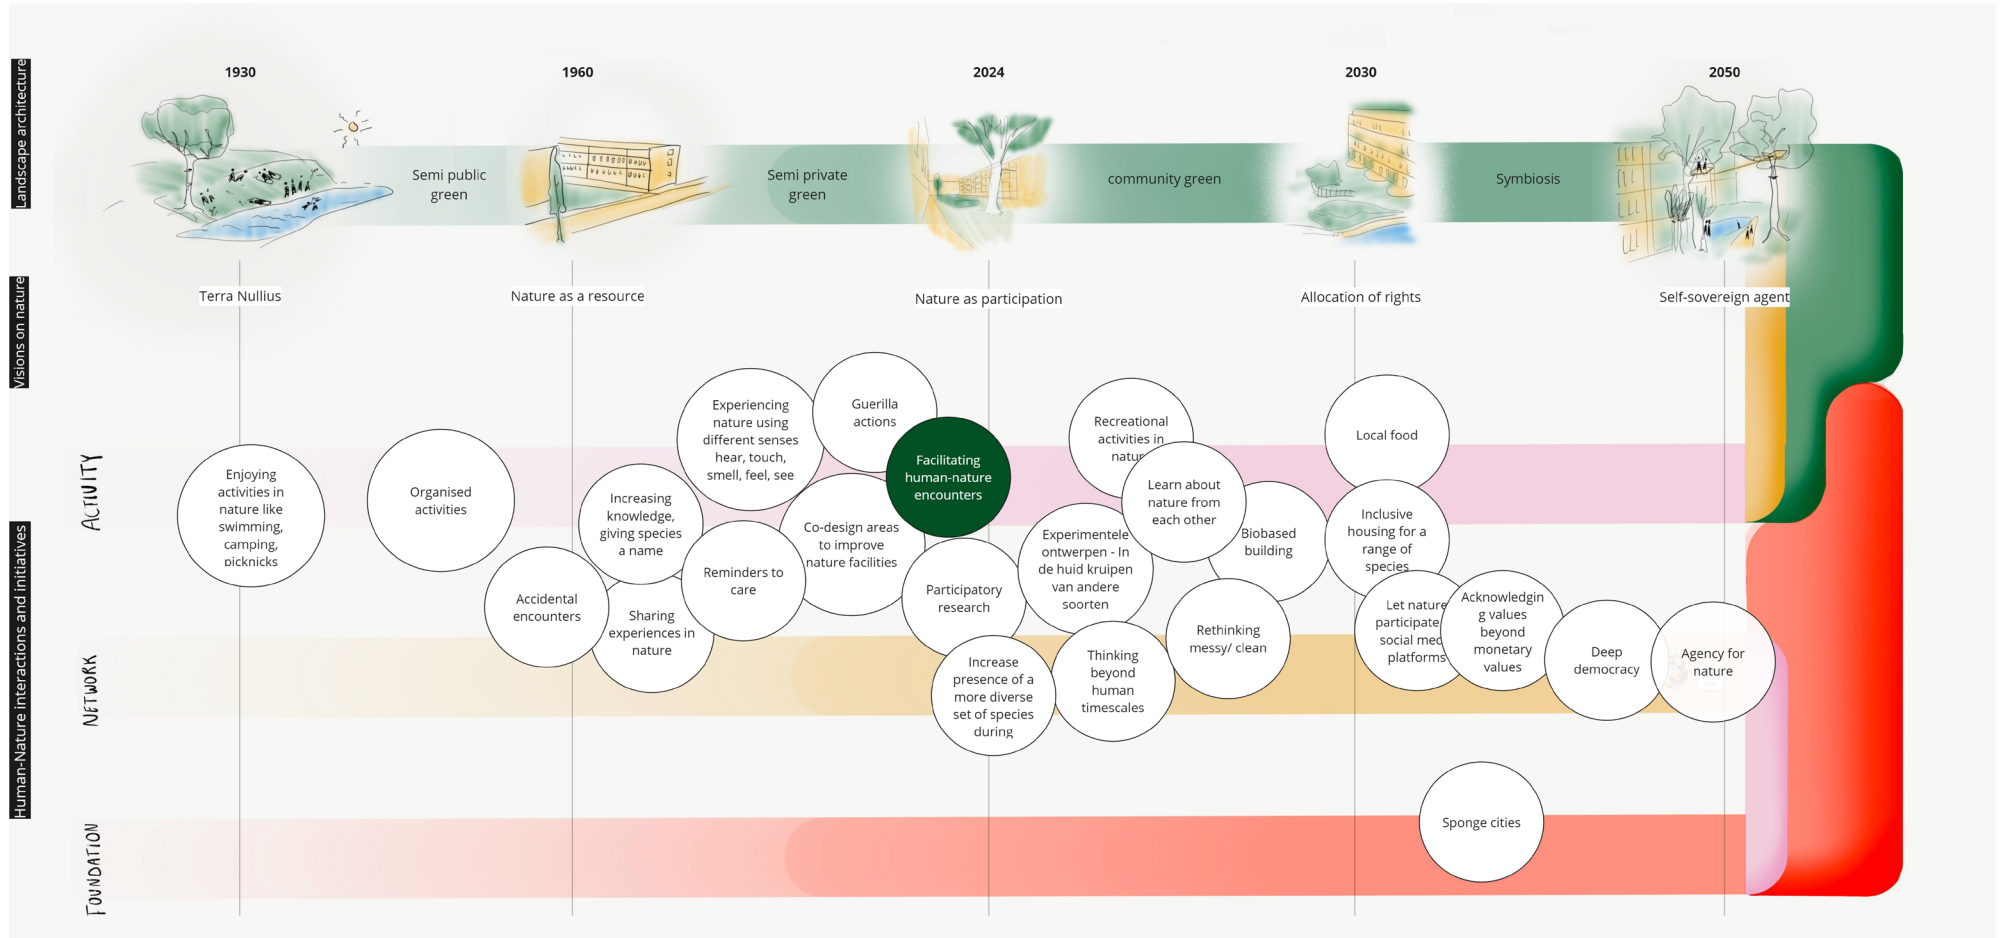 Landscape architecture
1930
1960
2024
2030
2050
Semi public
green
Semi private
green
community green
Symbiosis
Visions on nature
Terra Nullius
Nature as a resource
Nature as participation
Allocation of rights
Self-sovereign agent
Human-Nature interactions and initiatives
ACTIVITY
NETWORK
FOUNDATION
Enjoying
activities in
nature like
swimming,
camping,
picknicks
Organised
activities
Accidental
encounters
Increasing
knowledge,
giving species
a name
Sharing
experiences in
nature
Experiencing
nature using
different senses
hear, touch,
smell, feel, see
Reminders to
care
Guerilla
actions
Co-design areas
to improve
nature facilities
Facilitating
human-nature
encounters
Participatory
research
Increase
presence of a
more diverse
set of species
during
Experimentele
ontwerpen - In
de huid kruipen
van andere
soorten
Thinking
beyond
human
timescales
Recreational
activities in
natur
Learn about
nature from
each other
Biobased
building
Rethinking
messy/ clean
Local food
Inclusive
housing for a
range of
species
Let nature
participate
social med
platforms
Acknowledgin
g values
beyond
monetary
values
Deep
democracy
Agency for
nature
Sponge cities